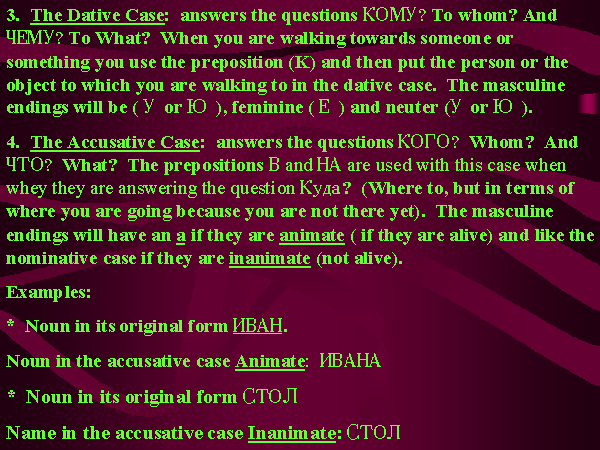 3.  The Dative Case:  answers the questions КОМУ? To whom? And
ЧЕМУ? To What?  When you are walking towards someone or
something you use the preposition (K) and then put the person or the
object to which you are walking to in the dative case.  The masculine
endings will be ( У  or Ю  ), feminine ( Е  ) and neuter (У  or Ю  ).
4.  The Accusative Case:  answers the questions КОГО?  Whom?  And
ЧТО?  What?  The prepositions В and НА are used with this case when
whey they are answering the question Куда?  (Where to, but in terms of
where you are going because you are not there yet).  The masculine
endings will have an a if they are animate ( if they are alive) and like the
nominative case if they are inanimate (not alive).
Examples:
*  Noun in its original form ИВАН.
Noun in the accusative case Animate:  ИВАНА
*  Noun in its original form СТОЛ
Name in the accusative case Inanimate: СТОЛ